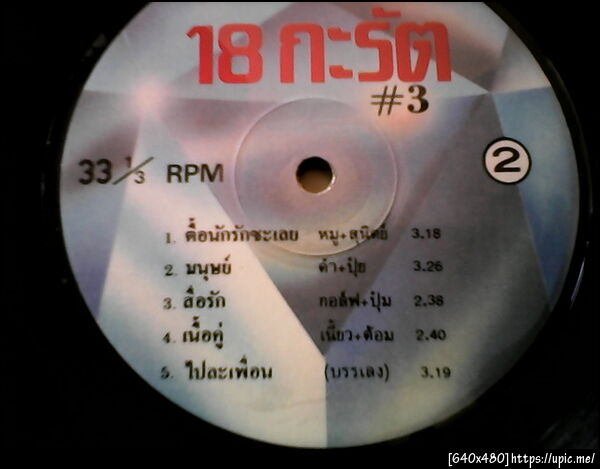 18 กะรัต
#3
33 1/3 RPM
2
1. ดื้อนักรักซะเลย หมู+สุนิตย์ 3.18
2. มนุษย์ ดำ+ปุ้ย 3.26
3. สื่อรัก กอล์ฟ+ปุ้ม 2.38
4. เนื้อคู่ เนี้ยว+ต้อม 2.40
5. ไปละเพื่อน (บรรเลง) 3.19
[640x480]https://upic.me/